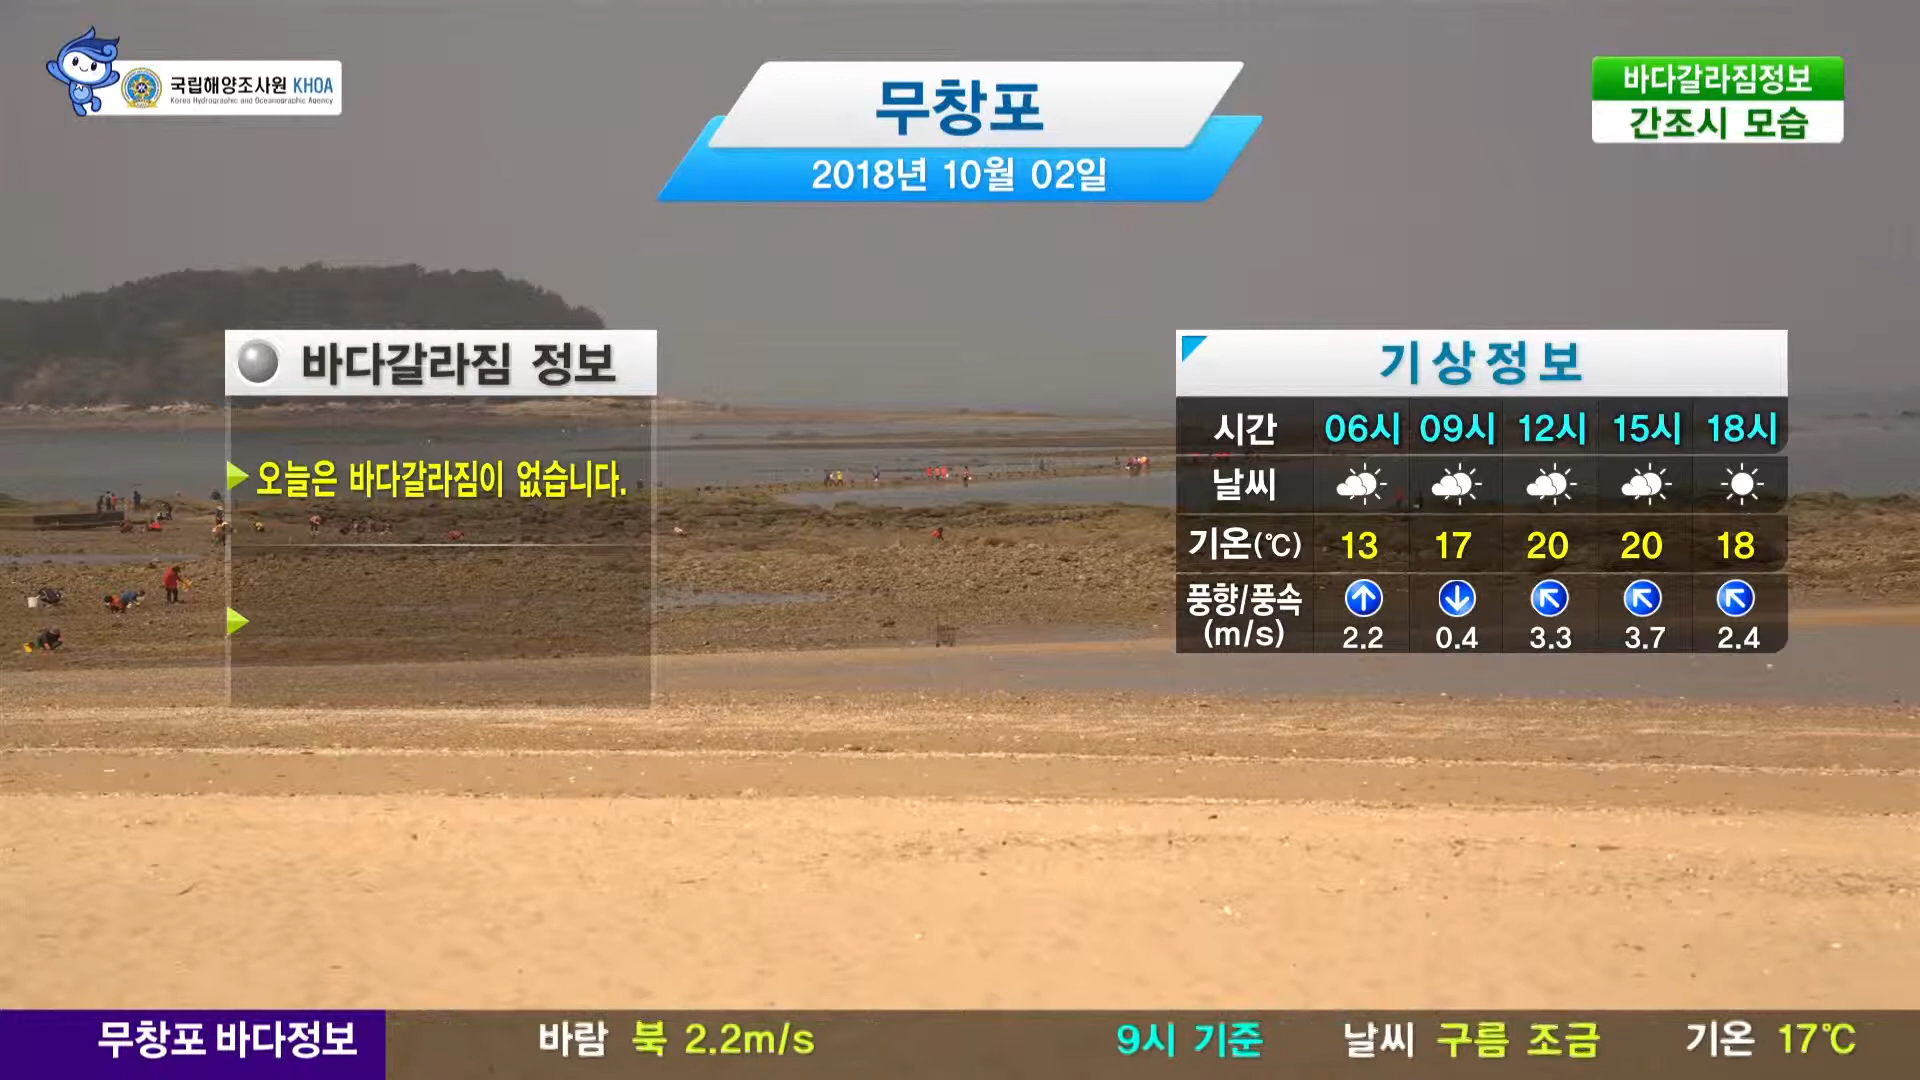 국립해양조사원 KHOA
Korea Hydrographic and Oceanographic Agency
무창포
2018년 10월 02일
바다갈라짐정보
간조시 모습
바다갈라짐 정보
오늘은 바다갈라짐이 없습니다.
기상정보
시간 06시 09시 12시 15시 18시
날씨
기온(℃) 13 17 20 20 18
풍향/풍속
(m/s) 2.2 0.4 3.3 3.7 2.4
무창포 바다정보 바람 북 2.2m/s 9시 기준 날씨 구름 조금 기온 17℃